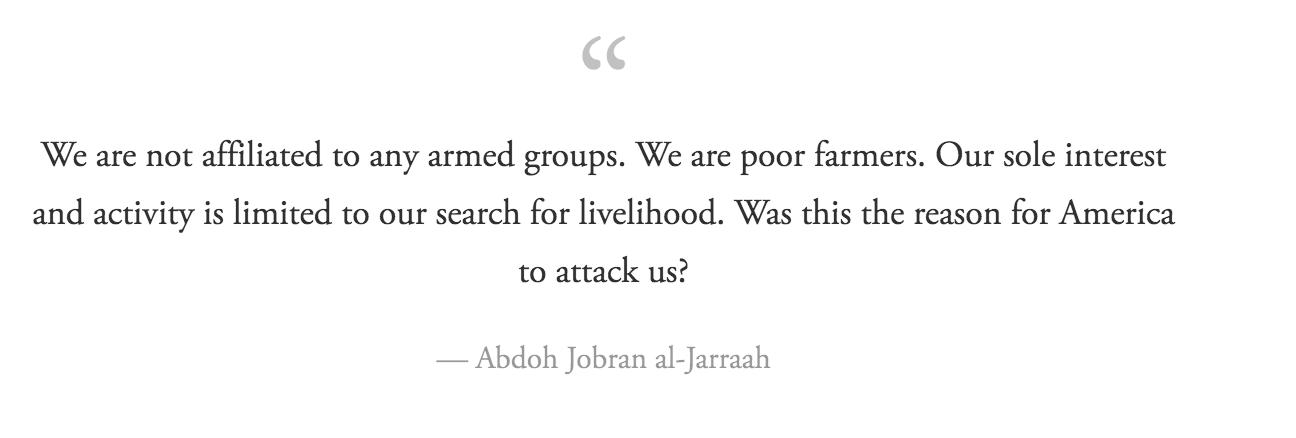 “
We are not affiliated to any armed groups. We are poor farmers. Our sole interest
and activity is limited to our search for livelihood. Was this the reason for America
to attack us?
— Abdoh Jobran al-Jarraah